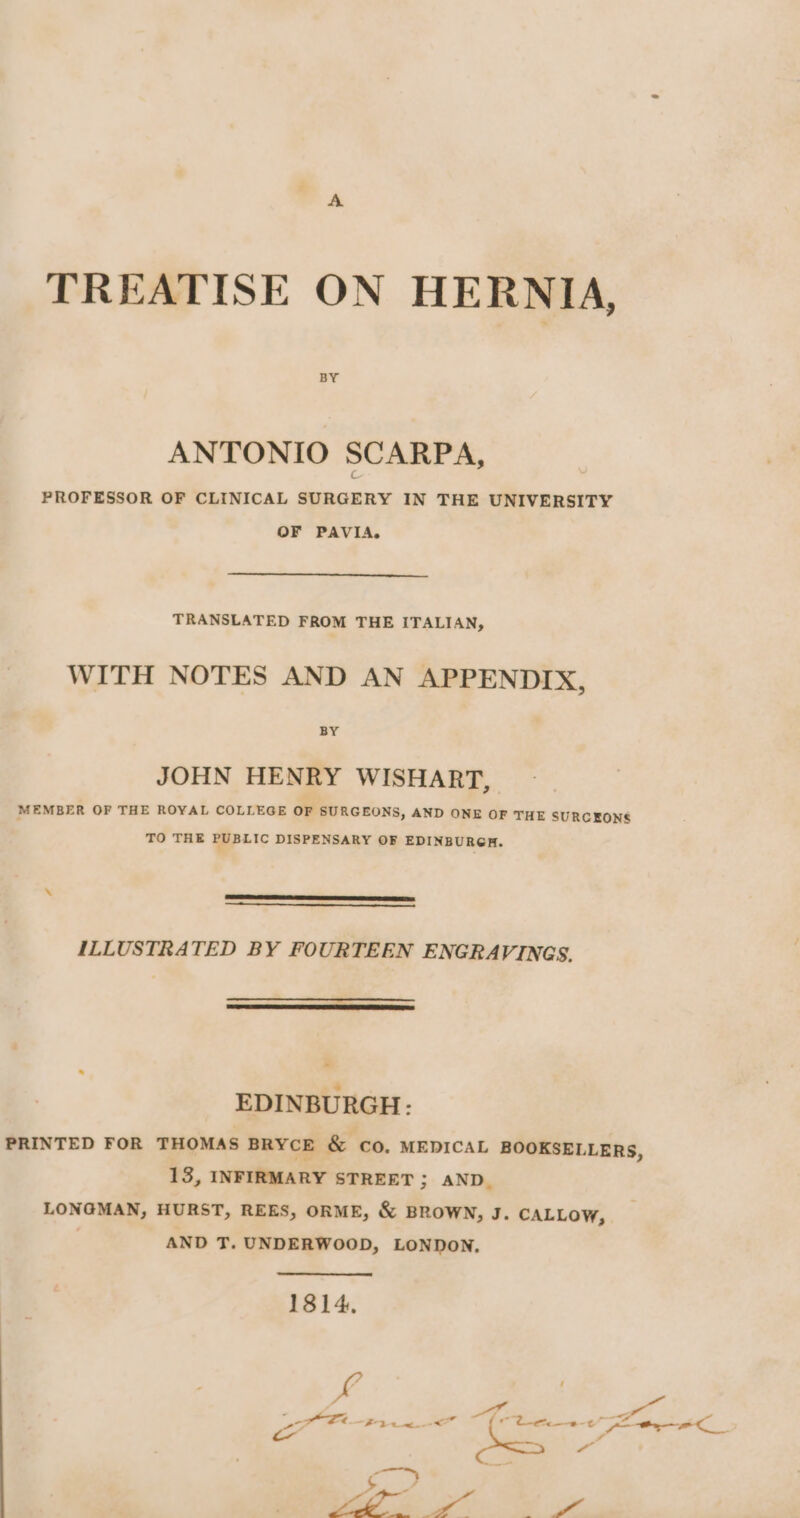 A
TREATISE ON HERNIA,
BY
ANTONIO SCARPA,
PROFESSOR OF CLINICAL SURGERY IN THE UNIVERSITY
OF PAVIA.
TRANSLATED FROM THE ITALIAN,
WITH NOTES AND AN APPENDIX,
BY
JOHN HENRY WISHART,
MEMBER OF THE ROYAL COLLEGE OF SURGEONS, AND ONE OF THE SURGEONS
TO THE PUBLIC DISPENSARY OF EDINBURGH.
ILLUSTRATED BY FOURTEEN ENGRAVINGS.
EDINBURGH:
PRINTED FOR THOMAS BRYCE & CO. MEDICAL BOOKSELLERS,
13, INFIRMARY STREET; AND
LONGMAN, HURST, REES, ORME, & BROWN, J. CALLOW,
AND T. UNDERWOOD, LONDON.
1814.
James Crawford